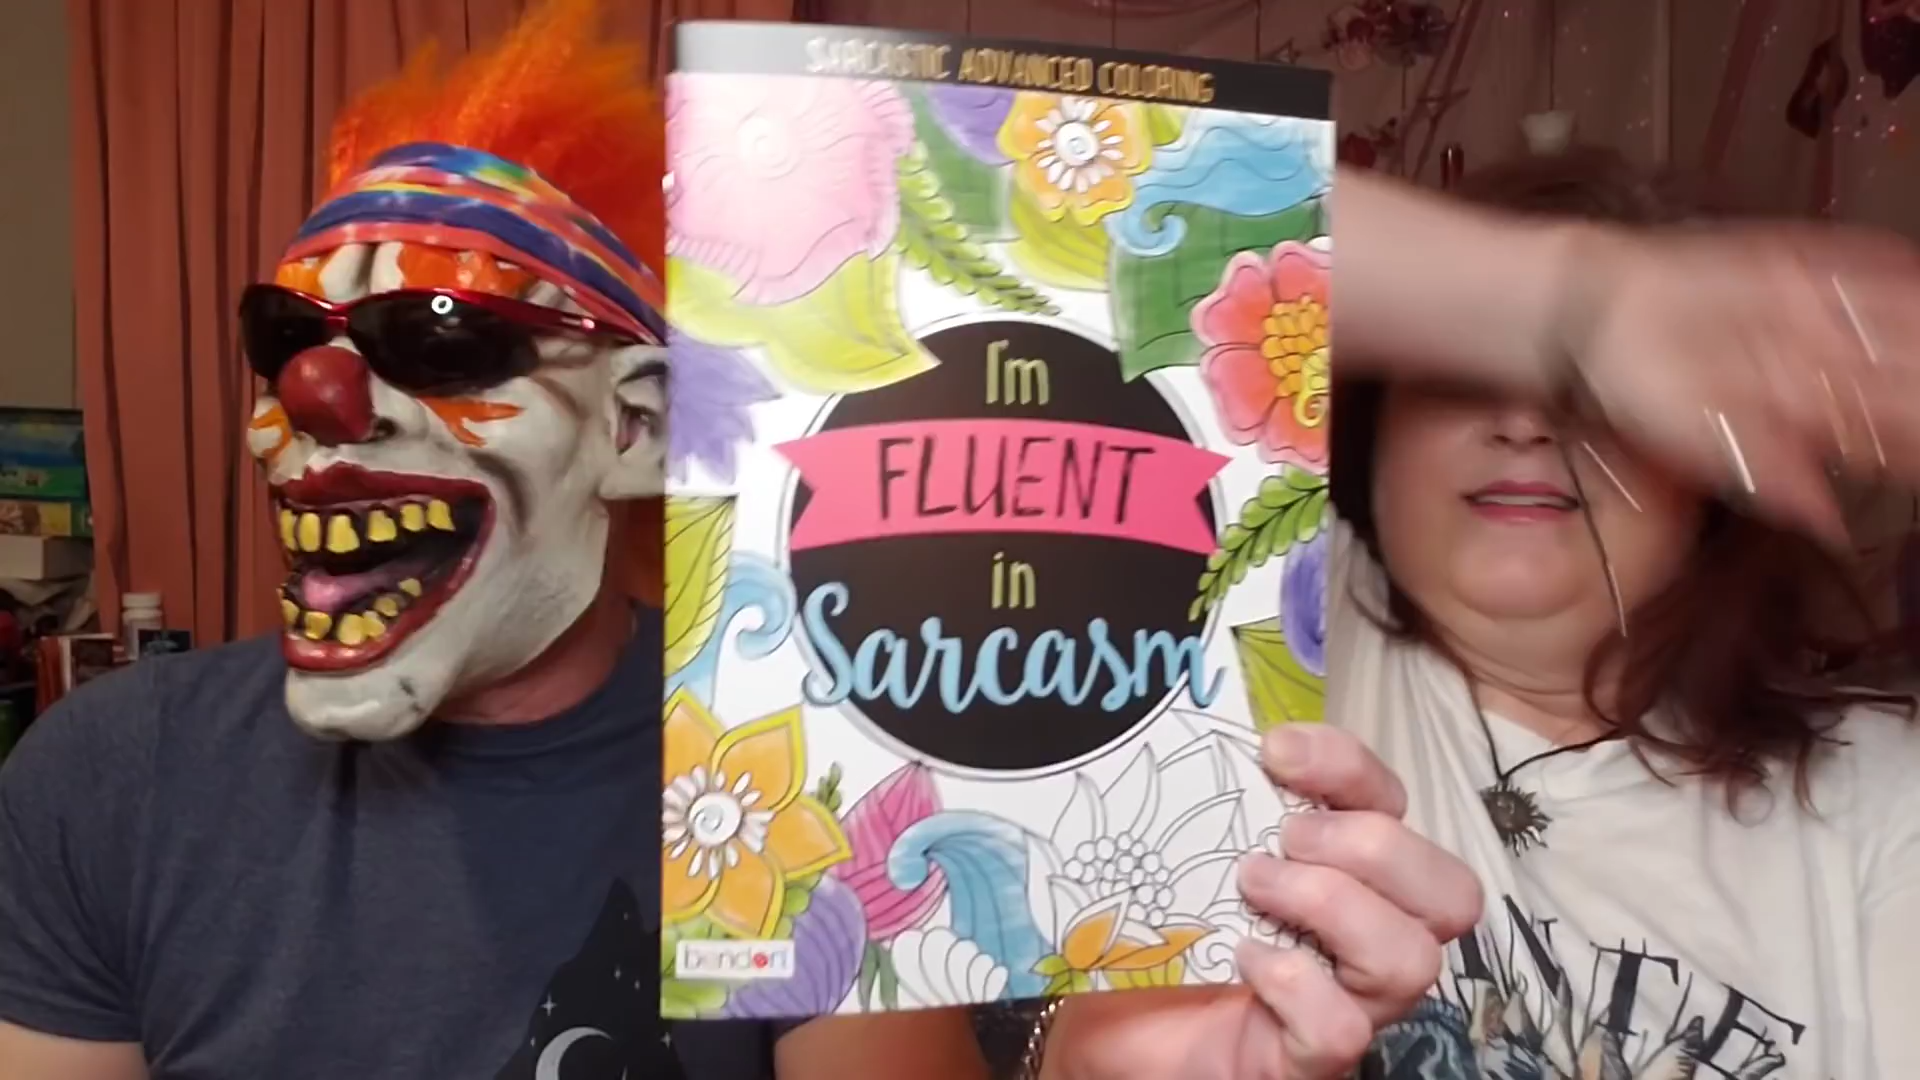 SARCASTIC ADVANCED COLORING
I'm
FLUENT
in
Sarcasm
bendon